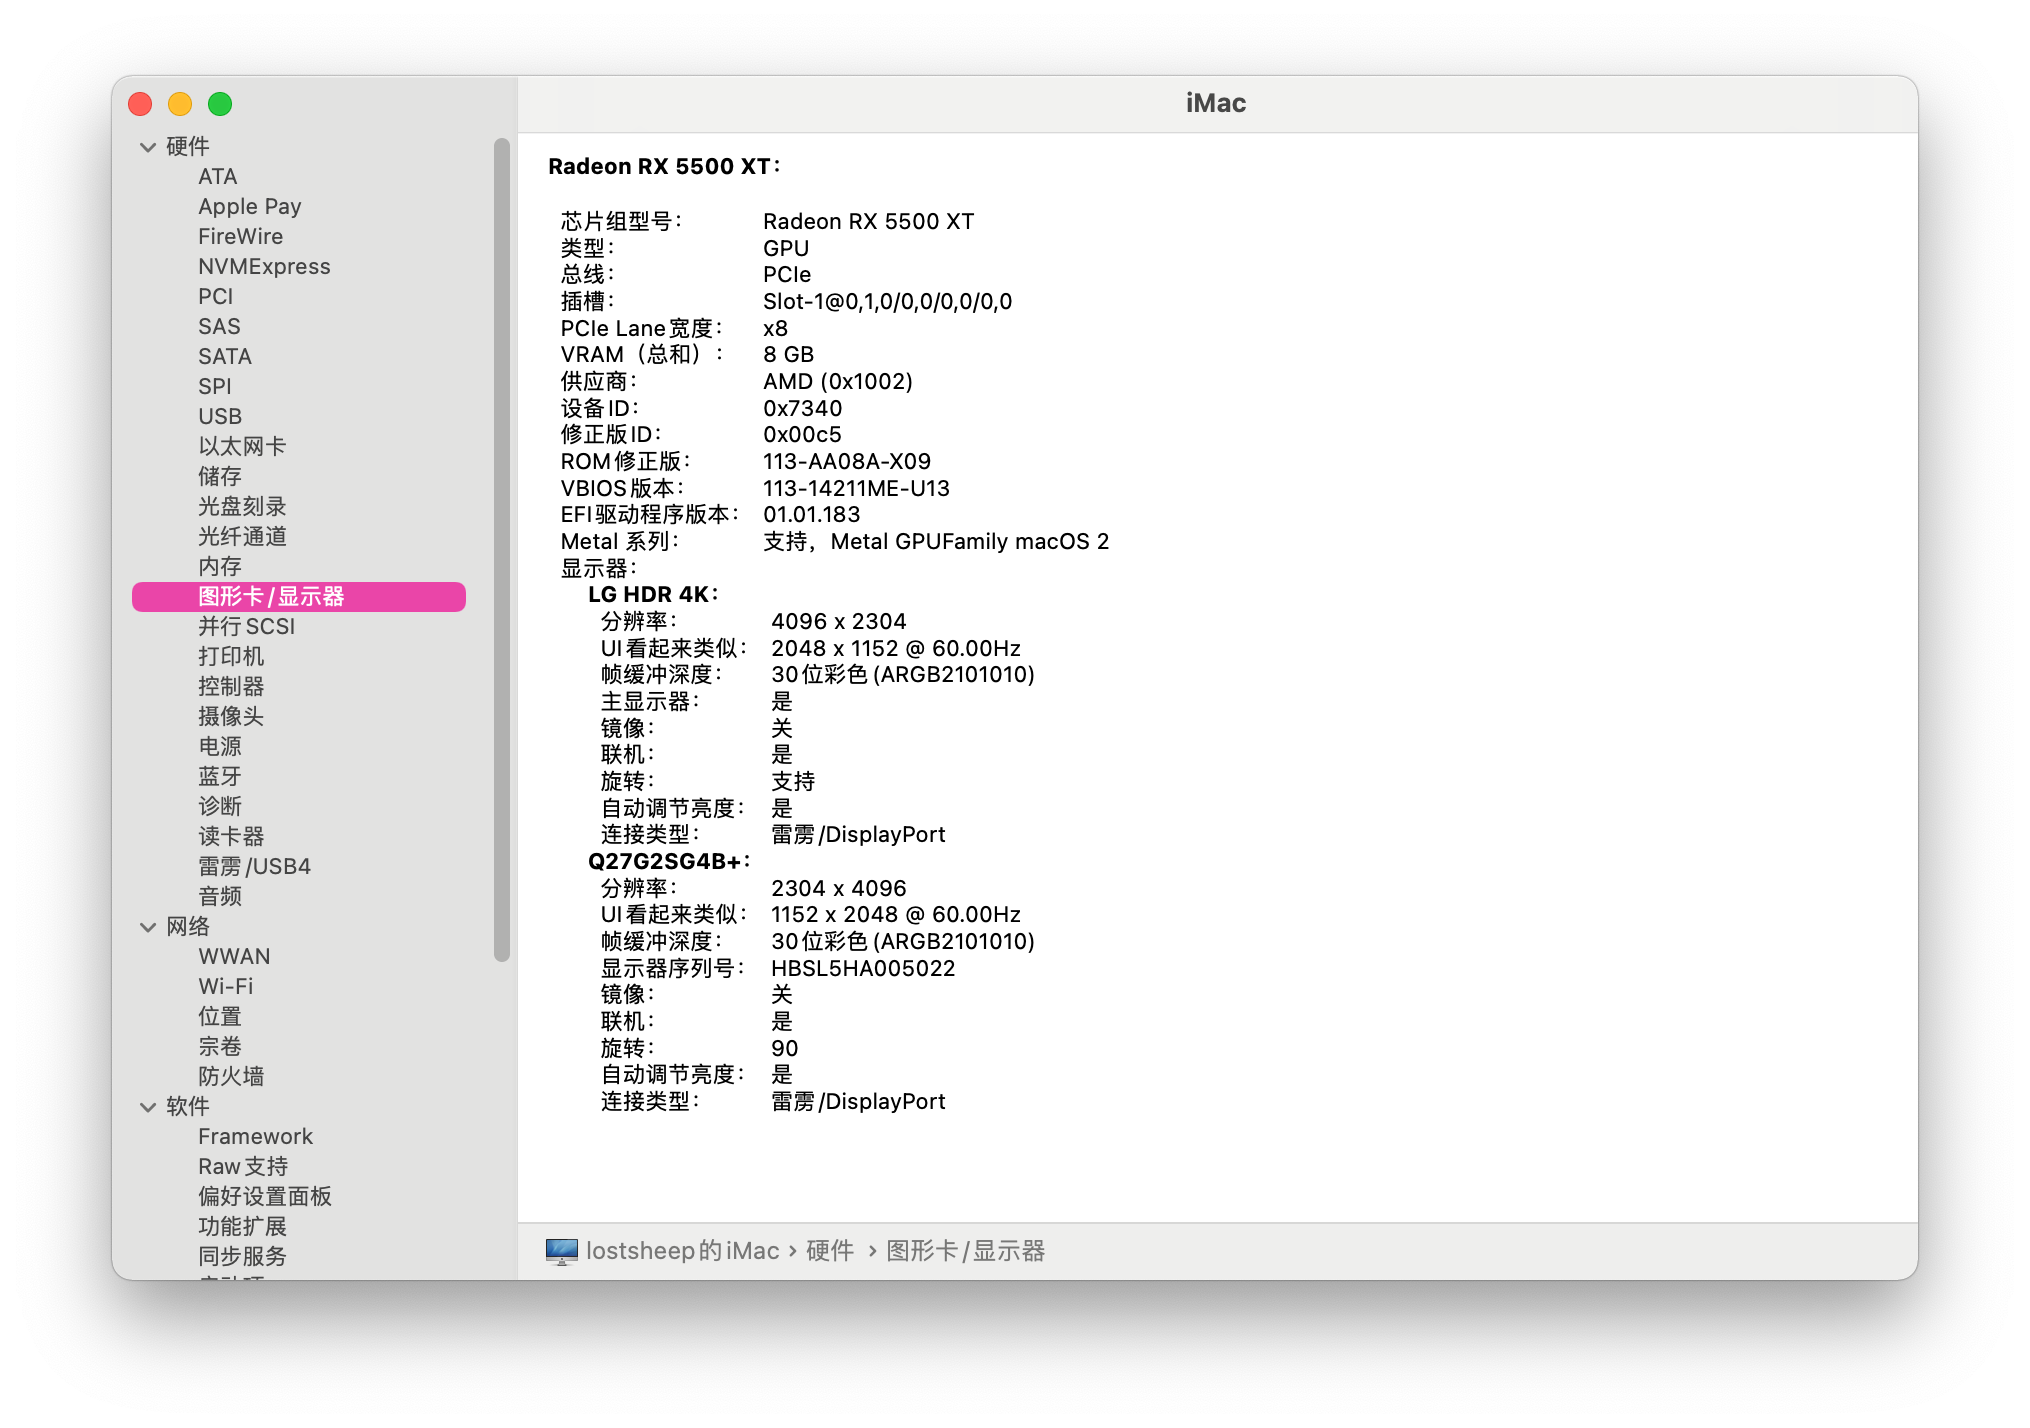 iMac
硬件
ATA
Apple Pay
FireWire
NVMExpress
PCI
SAS
SATA
SPI
USB
以太网卡
储存
光盘刻录
光纤通道
内存
图形卡/显示器
并行SCSI
打印机
控制器
摄像头
电源
蓝牙
诊断
读卡器
雷雳/USB4
音频
网络
WWAN
Wi-Fi
位置
宗卷
防火墙
软件
Framework
Raw支持
偏好设置面板
功能扩展
同步服务
Radeon RX 5500 XT:
芯片组型号: Radeon RX 5500 XT
类型: GPU
总线: PCIe
插槽: Slot-1@0,1,0/0,0/0,0/0,0
PCIe Lane宽度: x8
VRAM（总和）: 8 GB
供应商: AMD (0x1002)
设备ID: 0x7340
修正版ID: 0x00c5
ROM修正版: 113-AA08A-X09
VBIOS版本: 113-14211ME-U13
EFI驱动程序版本: 01.01.183
Metal 系列: 支持，Metal GPUFamily macOS 2
显示器:
LG HDR 4K:
分辨率: 4096 x 2304
UI看起来类似: 2048 x 1152 @ 60.00Hz
帧缓冲深度: 30位彩色(ARGB2101010)
主显示器: 是
镜像: 关
联机: 是
旋转: 支持
自动调节亮度: 是
连接类型: 雷雳/DisplayPort
Q27G2SG4B+:
分辨率: 2304 x 4096
UI看起来类似: 1152 x 2048 @ 60.00Hz
帧缓冲深度: 30位彩色(ARGB2101010)
显示器序列号: HBSL5HA005022
镜像: 关
联机: 是
旋转: 90
自动调节亮度: 是
连接类型: 雷雳/DisplayPort
lostsheep的iMac › 硬件 › 图形卡/显示器